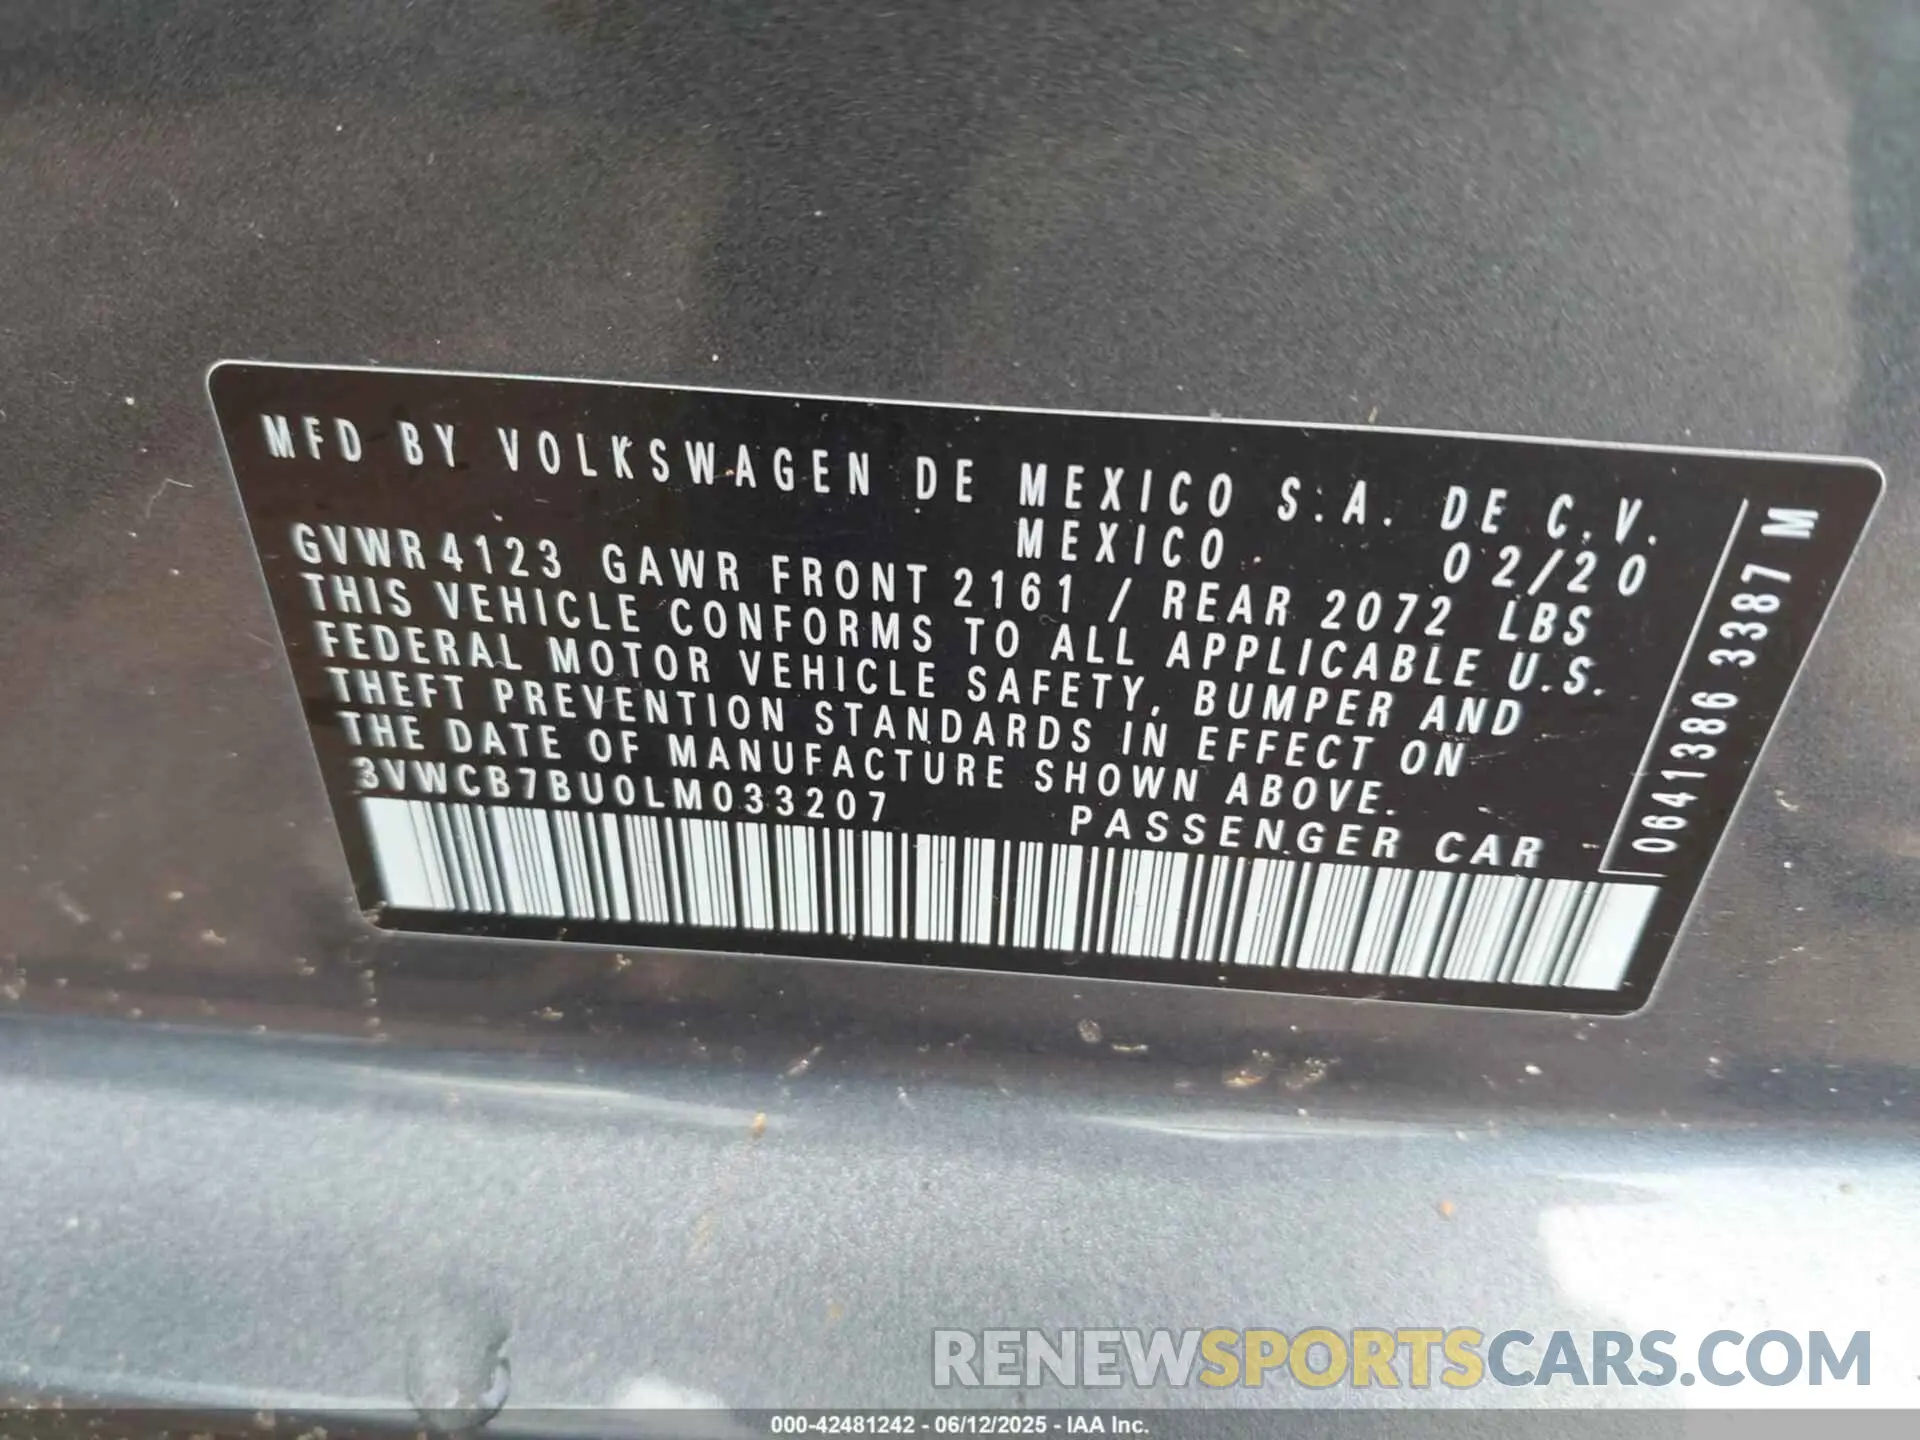 MFD BY VOLKSWAGEN DE MEXICO S.A. DE C.V.
MEXICO 02/20
GVWR 4123 GAWR FRONT 2161 / REAR 2072 LBS
THIS VEHICLE CONFORMS TO ALL APPLICABLE U.S.
FEDERAL MOTOR VEHICLE SAFETY, BUMPER AND
THEFT PREVENTION STANDARDS IN EFFECT ON
THE DATE OF MANUFACTURE SHOWN ABOVE.
3VWCB7BU0LM033207 PASSENGER CAR
0641386 3387 M
RENEWSPORTSCARS.COM
000-42481242 - 06/12/2025 - IAA Inc.